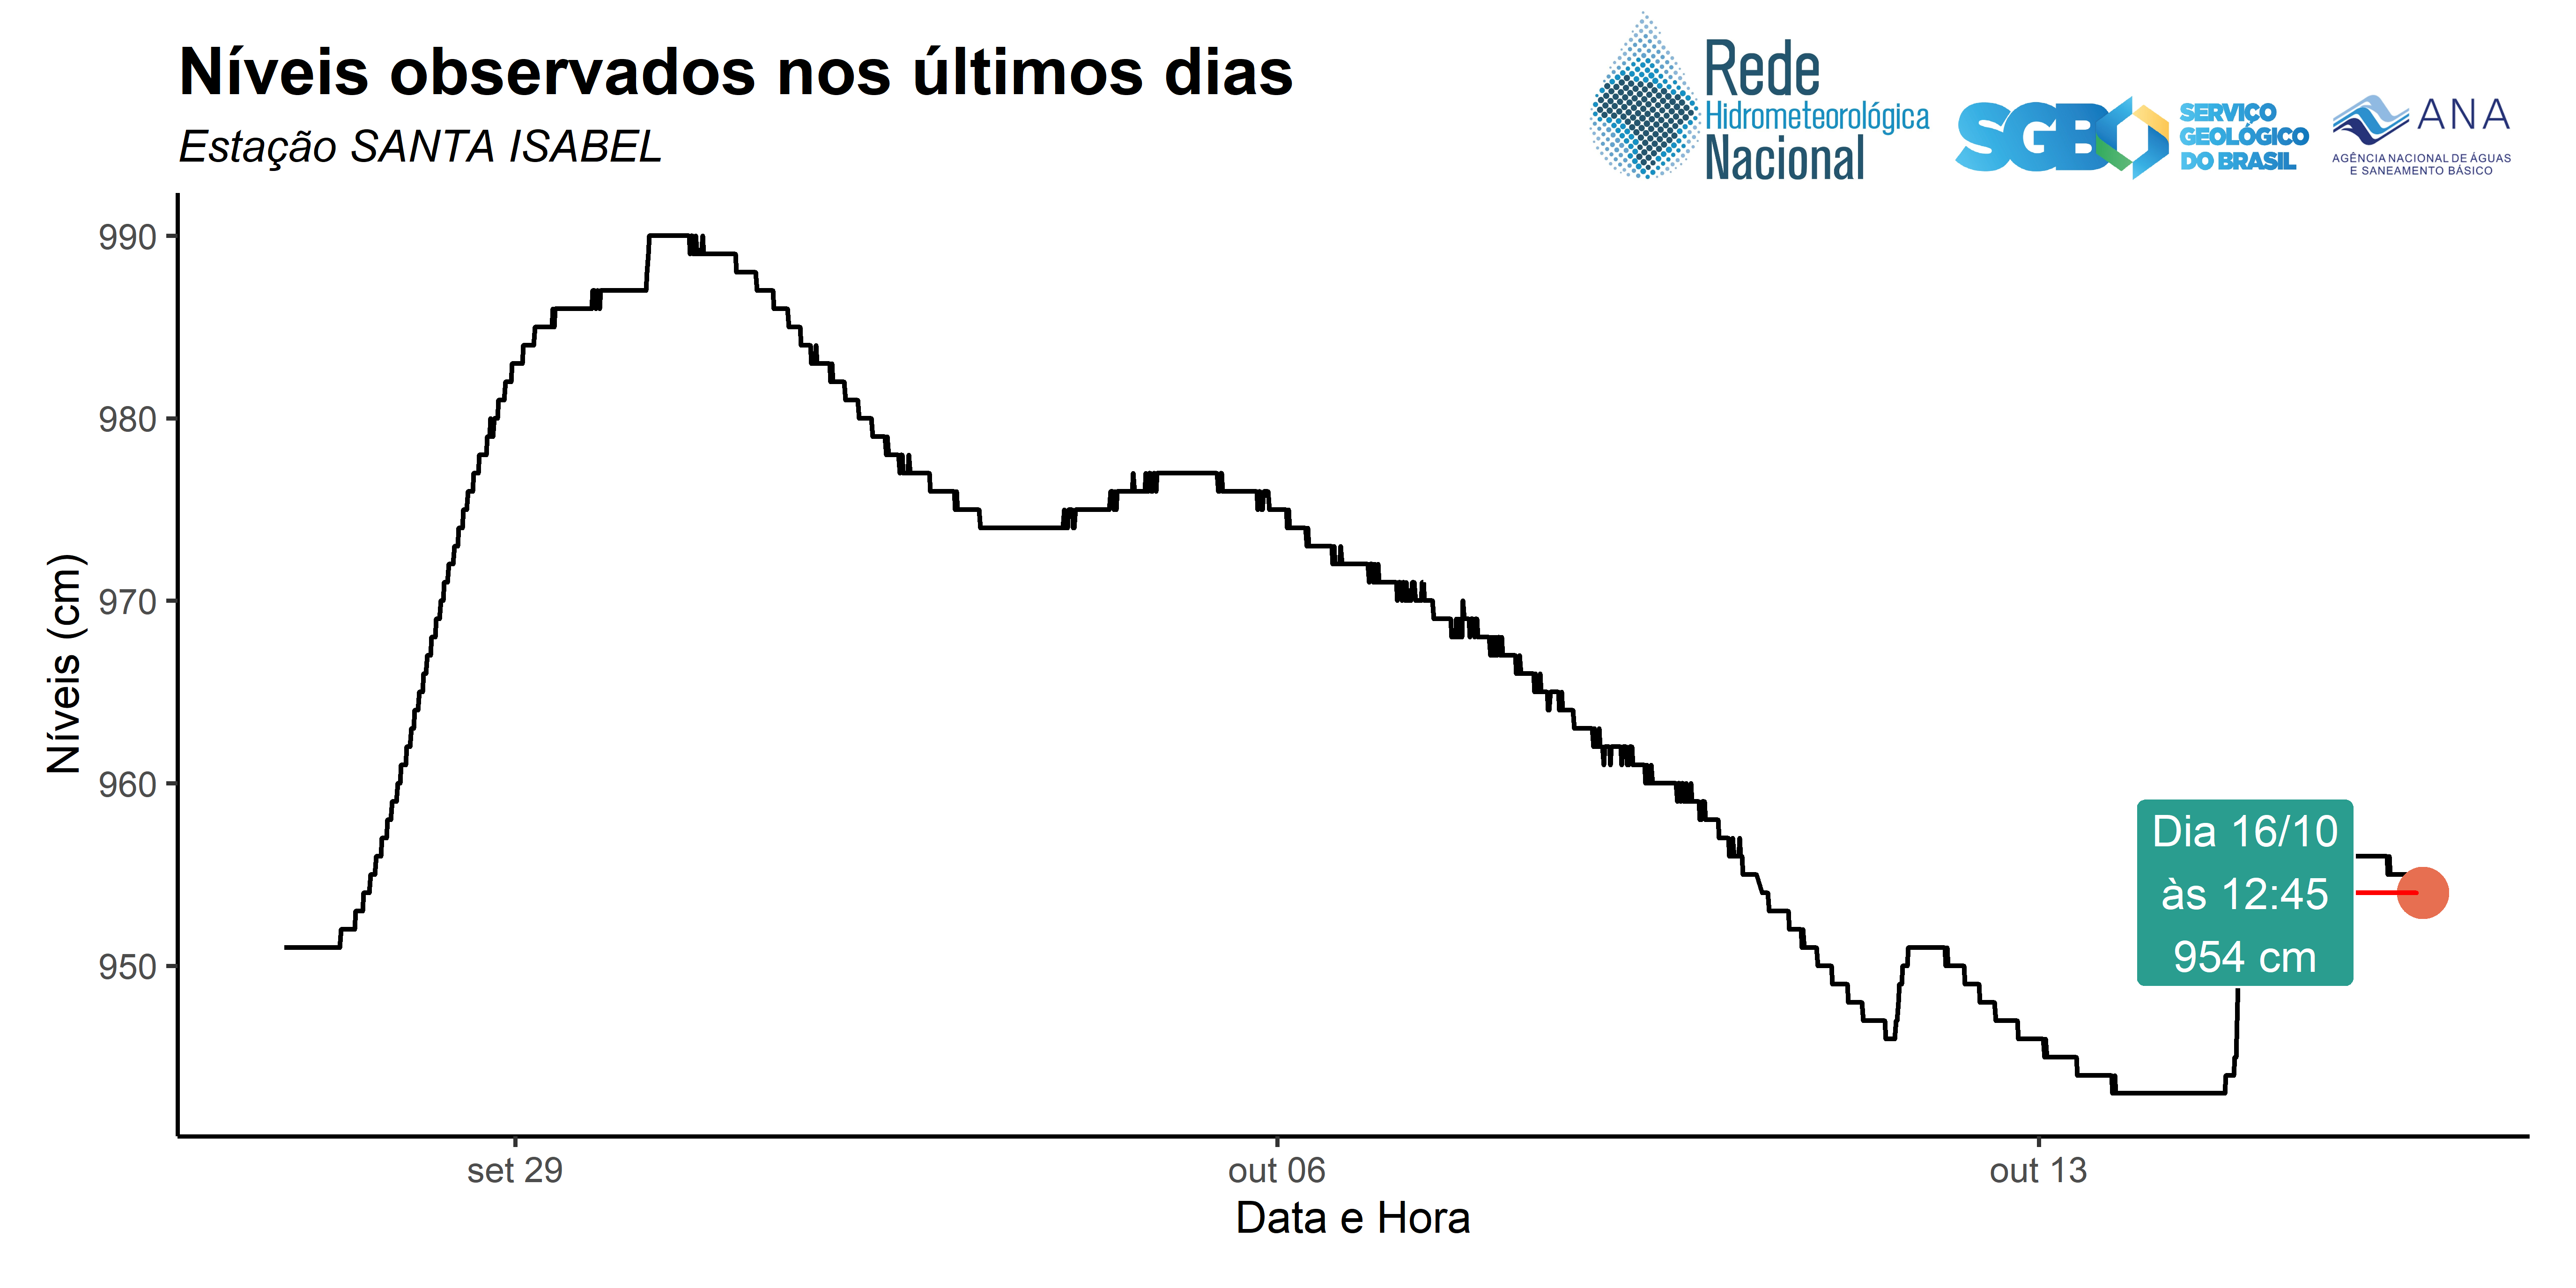 Níveis observados nos últimos dias
Estação SANTA ISABEL
Rede
Hidrometeorológica
Nacional
SGB
SERVIÇO
GEOLÓGICO
DO BRASIL
ANA
AGÊNCIA NACIONAL DE ÁGUAS
E SANEAMENTO BÁSICO
Níveis (cm)
990
980
970
960
950
Dia 16/10
às 12:45
954 cm
set 29
out 06
out 13
Data e Hora